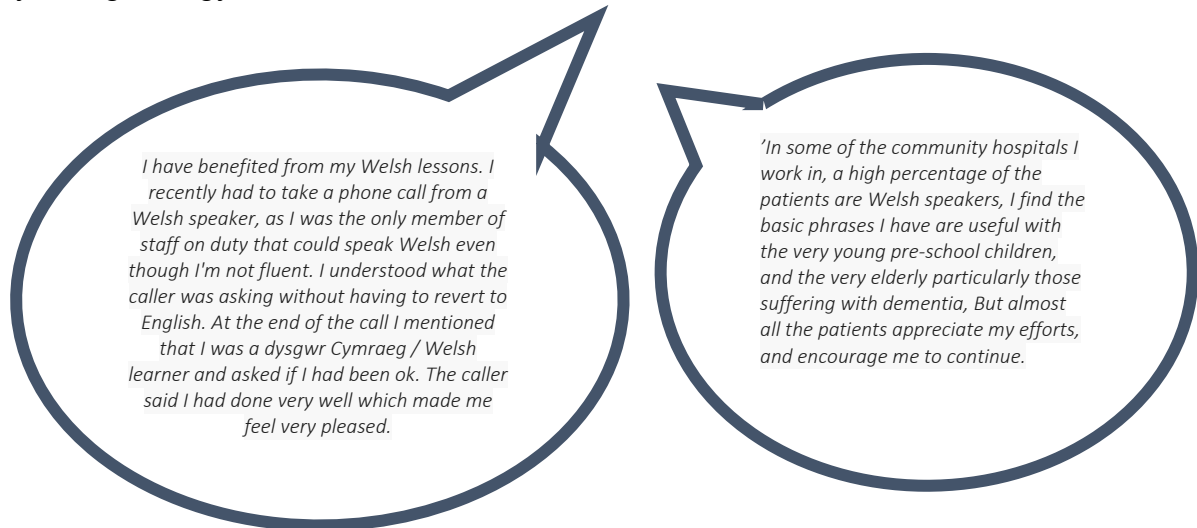 I have benefited from my Welsh lessons. I
recently had to take a phone call from a
Welsh speaker, as I was the only member of
staff on duty that could speak Welsh even
though I'm not fluent. I understood what the
caller was asking without having to revert to
English. At the end of the call I mentioned
that I was a dysgwr Cymraeg / Welsh
learner and asked if I had been ok. The caller
said I had done very well which made me
feel very pleased.
’In some of the community hospitals I
work in, a high percentage of the
patients are Welsh speakers, I find the
basic phrases I have are useful with
the very young pre-school children,
and the very elderly particularly those
suffering with dementia, But almost
all the patients appreciate my efforts,
and encourage me to continue.